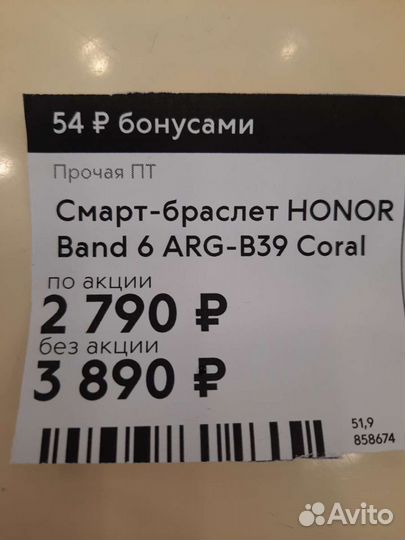 54 ₽ бонусами
Прочая ПТ
Смарт-браслет HONOR
Band 6 ARG-B39 Coral
по акции
2 790 ₽
без акции
3 890 ₽
51,9
858674
Avito